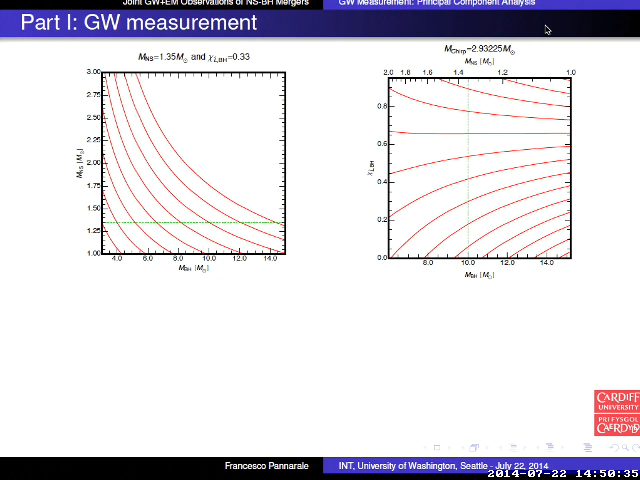 Joint GW+EM Observations of NS-BH Mergers
GW Measurement: Principal Component Analysis
Part I: GW measurement
M_NS=1.35M_⊙ and χ_L,BH=0.33
3.00
2.75
2.50
2.25
2.00
1.75
1.50
1.25
1.00
M_NS [M_⊙]
4.0 6.0 8.0 10.0 12.0 14.0
M_BH [M_⊙]
M_Chirp=2.93225M_⊙
M_NS [M_⊙]
2.0 1.8 1.6 1.4 1.2 1.0
0.8
0.6
0.4
0.2
0.0
χ_L,BH
8.0 10.0 12.0 14.0
M_BH [M_⊙]
CARDIFF
UNIVERSITY
PRIFYSGOL
CAERDYD
Francesco Pannarale
INT, University of Washington, Seattle - July 22, 2014
2014-07-22 14:50:35